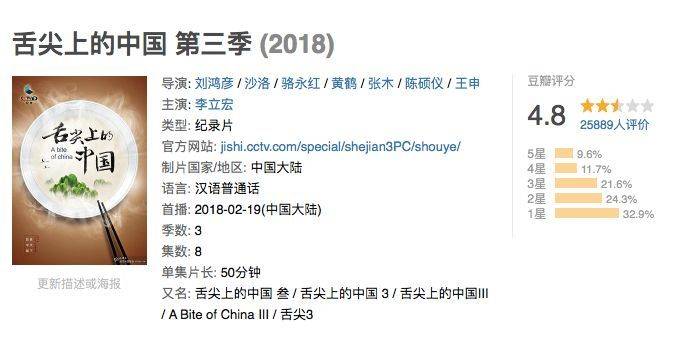 舌尖上的中国 第三季 (2018)
舌尖上的
A bite
of china
中国
更新描述或海报
导演: 刘鸿彦 / 沙洛 / 骆永红 / 黄鹤 / 张木 / 陈硕仪 / 王申
主演: 李立宏
类型: 纪录片
官方网站: jishi.cctv.com/special/shejian3PC/shouye/
制片国家/地区: 中国大陆
语言: 汉语普通话
首播: 2018-02-19(中国大陆)
季数: 3
集数: 8
单集片长: 50分钟
又名: 舌尖上的中国 叁 / 舌尖上的中国 3 / 舌尖上的中国III
/ A Bite of China III / 舌尖3
豆瓣评分
4.8
25889人评价
5星 9.6%
4星 11.7%
3星 21.6%
2星 24.3%
1星 32.9%